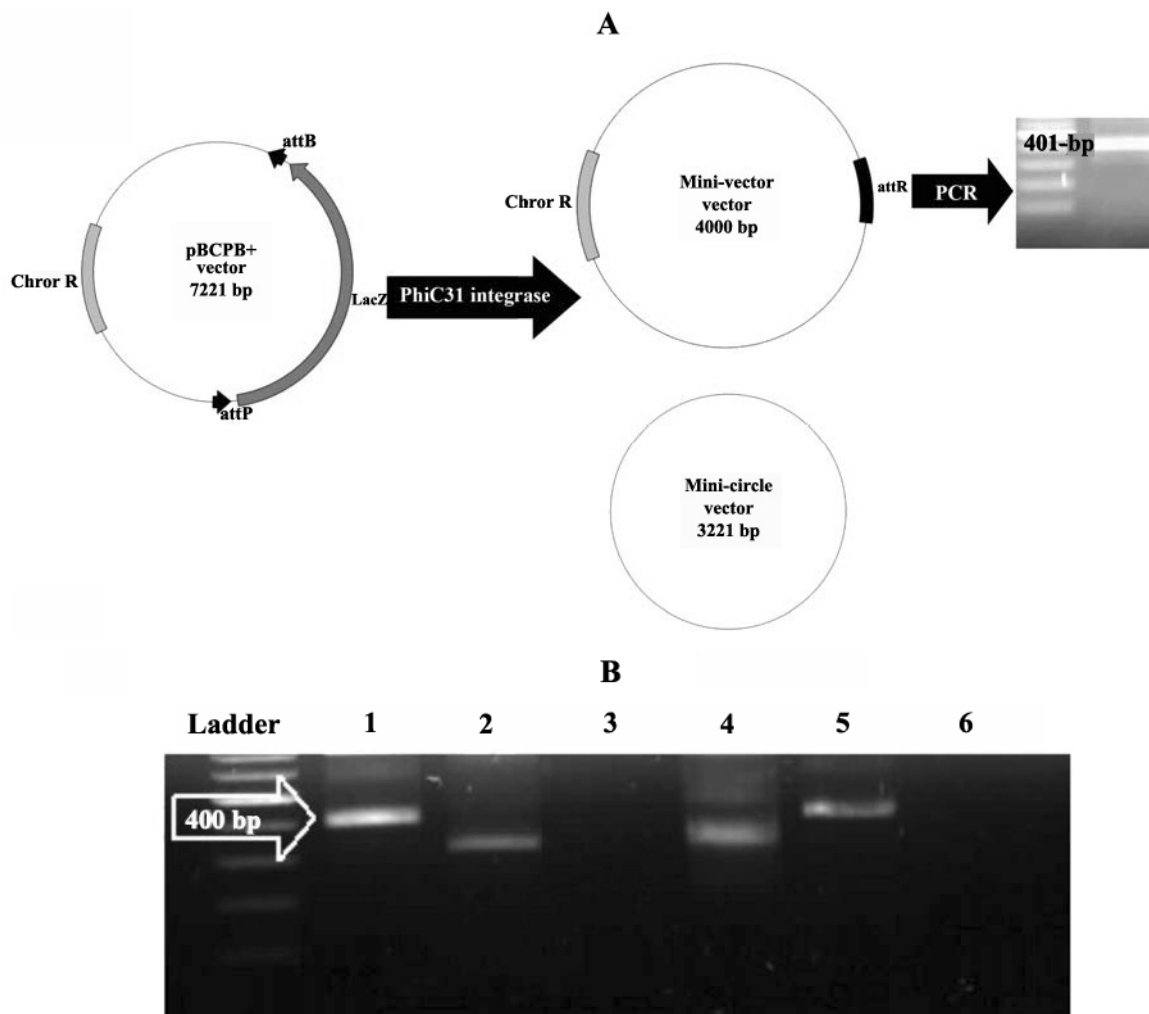 A
attB
Chror R
pBCPB+
vector
7221 bp
LacZ
attP
PhiC31 integrase
Chror R
Mini-vector
vector
4000 bp
attR
PCR
401-bp
Mini-circle
vector
3221 bp
B
Ladder 1 2 3 4 5 6
400 bp